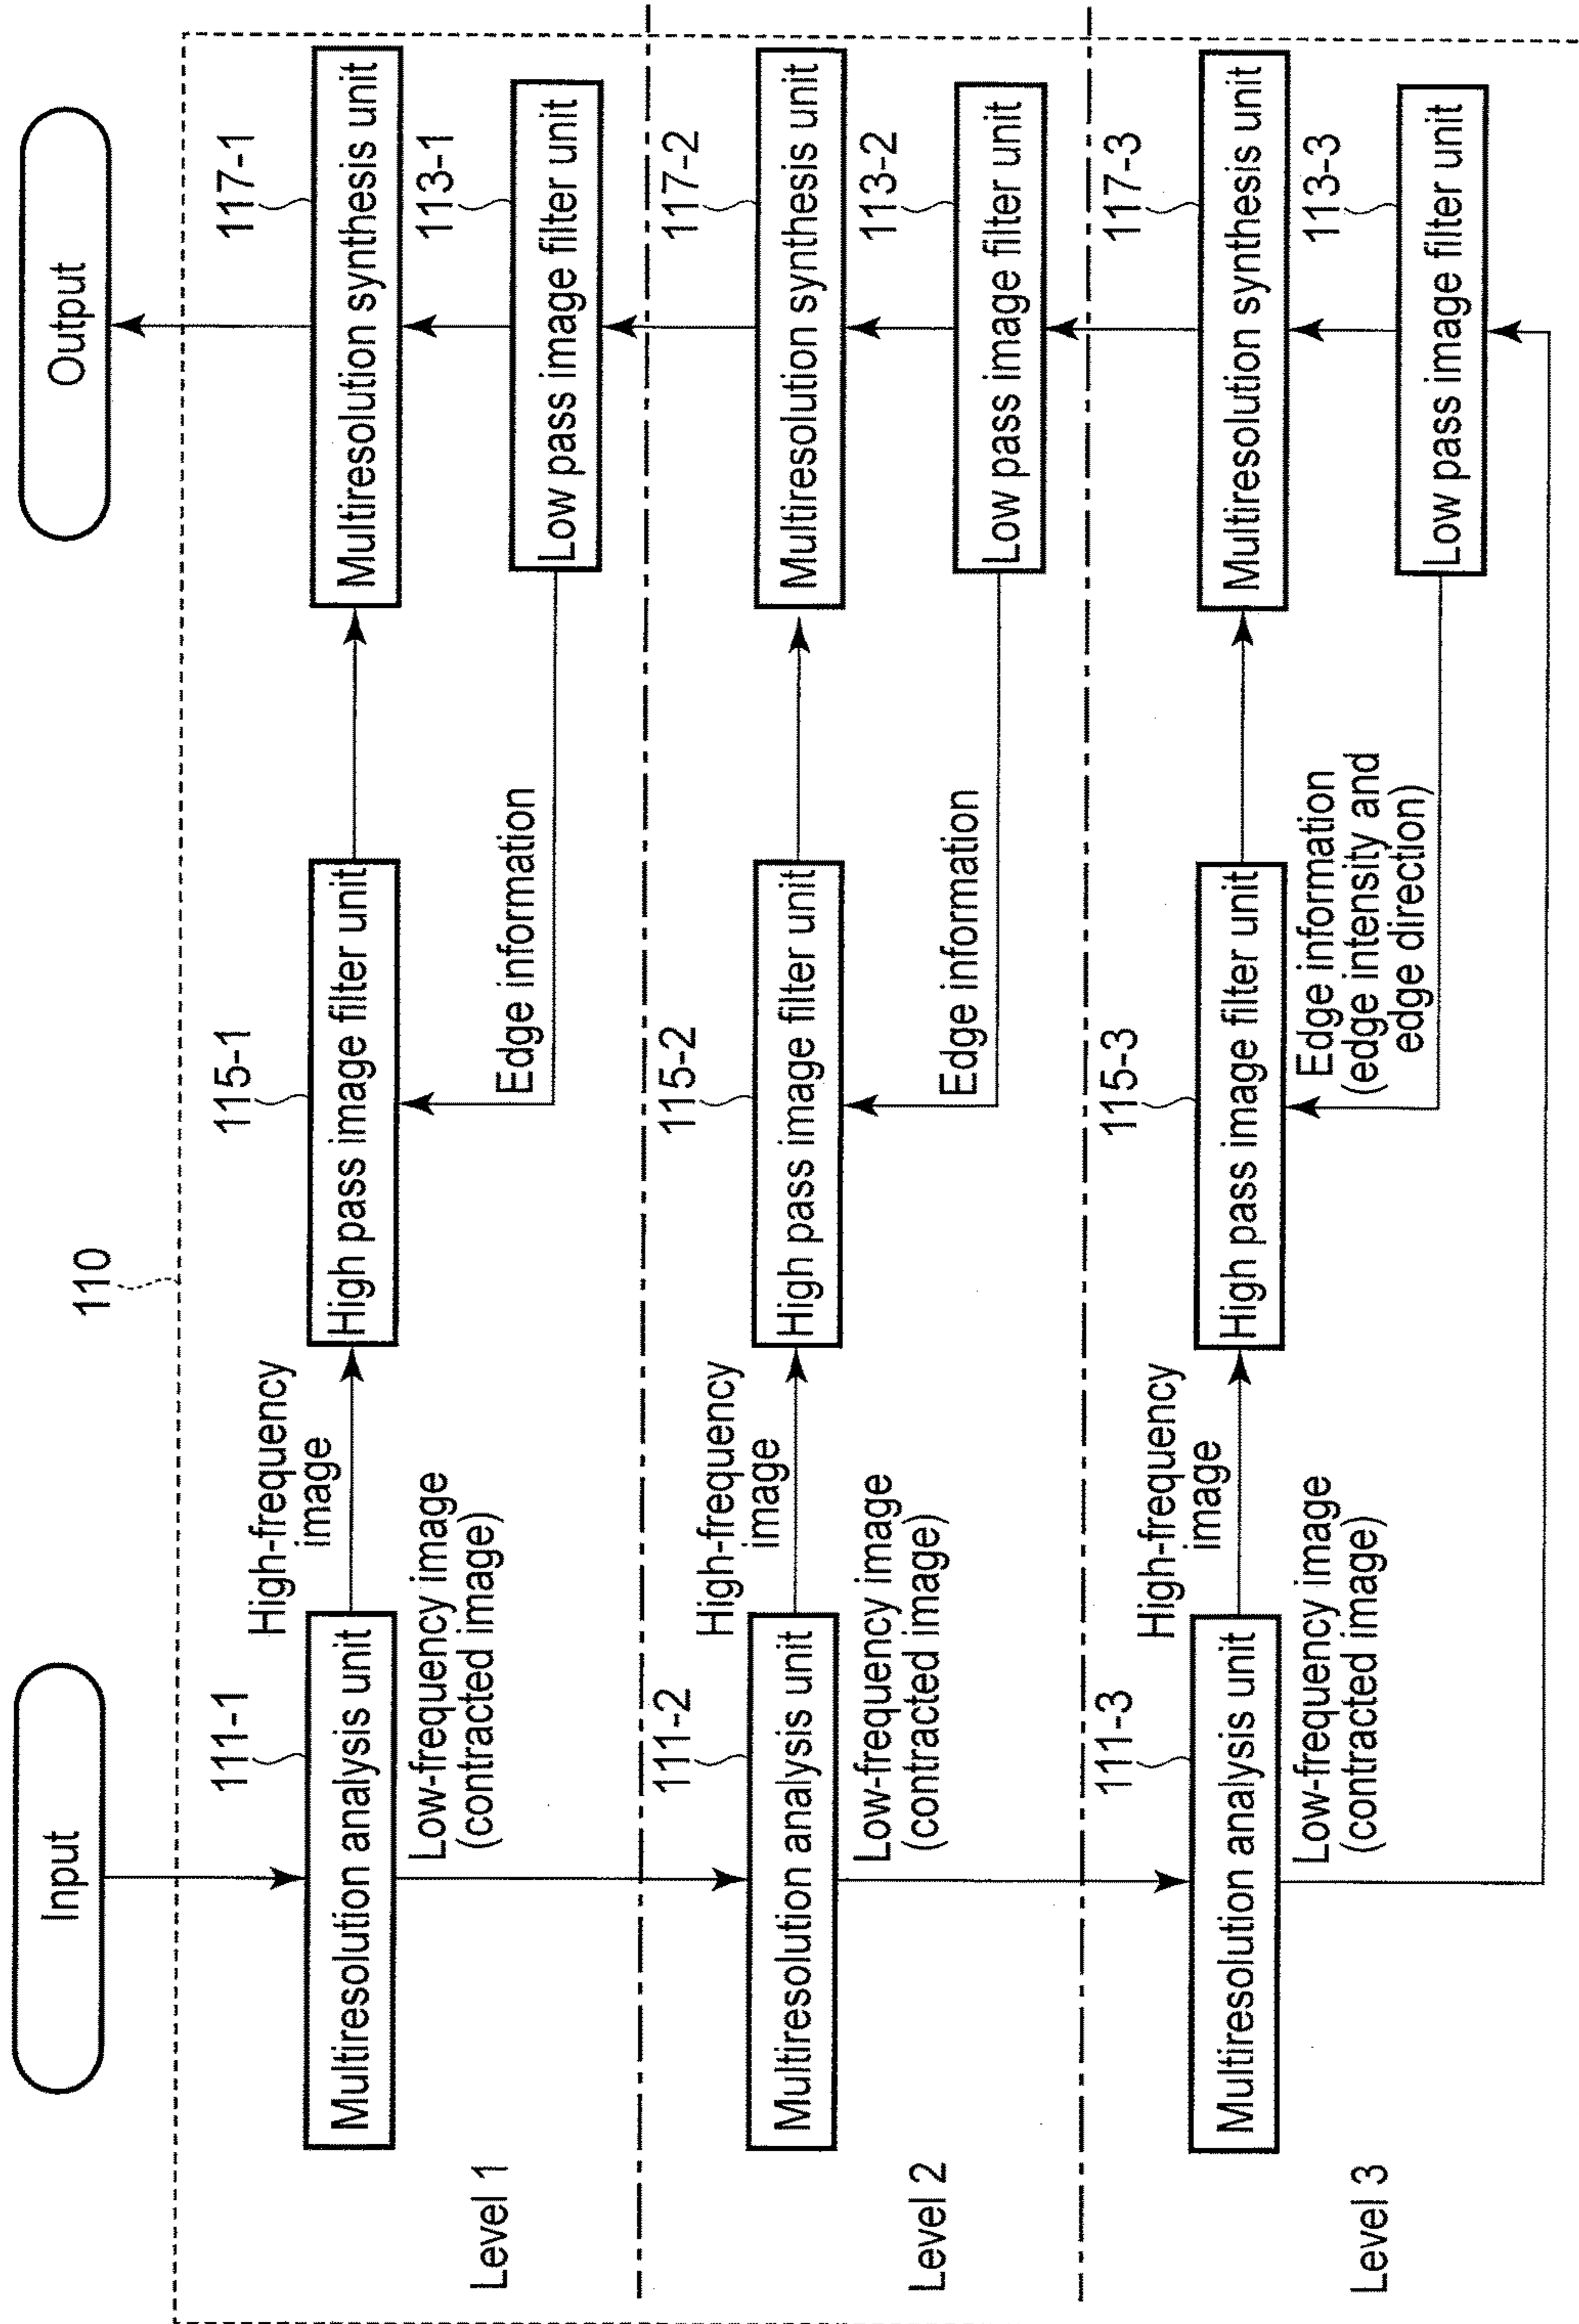 110
Input
Output
Level 1
111-1
Multiresolution analysis unit
High-frequency
image
Low-frequency image
(contracted image)
115-1
High pass image filter unit
Edge information
117-1
Multiresolution synthesis unit
113-1
Low pass image filter unit
Level 2
111-2
Multiresolution analysis unit
High-frequency
image
Low-frequency image
(contracted image)
115-2
High pass image filter unit
Edge information
117-2
Multiresolution synthesis unit
113-2
Low pass image filter unit
Level 3
111-3
Multiresolution analysis unit
High-frequency
image
Low-frequency image
(contracted image)
115-3
High pass image filter unit
Edge information
(edge intensity and
edge direction)
117-3
Multiresolution synthesis unit
113-3
Low pass image filter unit